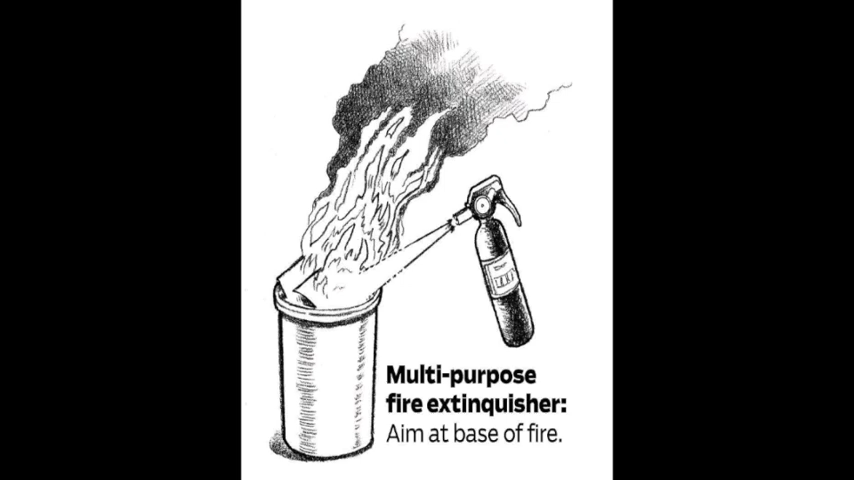 Multi-purpose
fire extinquisher:
Aim at base of fire.